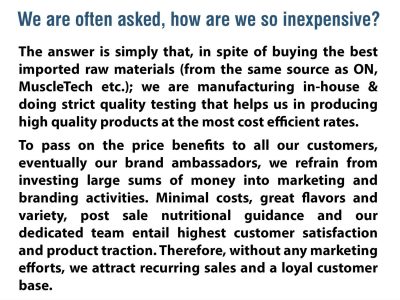 We are often asked, how are we so inexpensive?
The answer is simply that, in spite of buying the best
imported raw materials (from the same source as ON,
MuscleTech etc.); we are manufacturing in-house &
doing strict quality testing that helps us in producing
high quality products at the most cost efficient rates.
To pass on the price benefits to all our customers,
eventually our brand ambassadors, we refrain from
investing large sums of money into marketing and
branding activities. Minimal costs, great flavors and
variety, post sale nutritional guidance and our
dedicated team entail highest customer satisfaction
and product traction. Therefore, without any marketing
efforts, we attract recurring sales and a loyal customer
base.